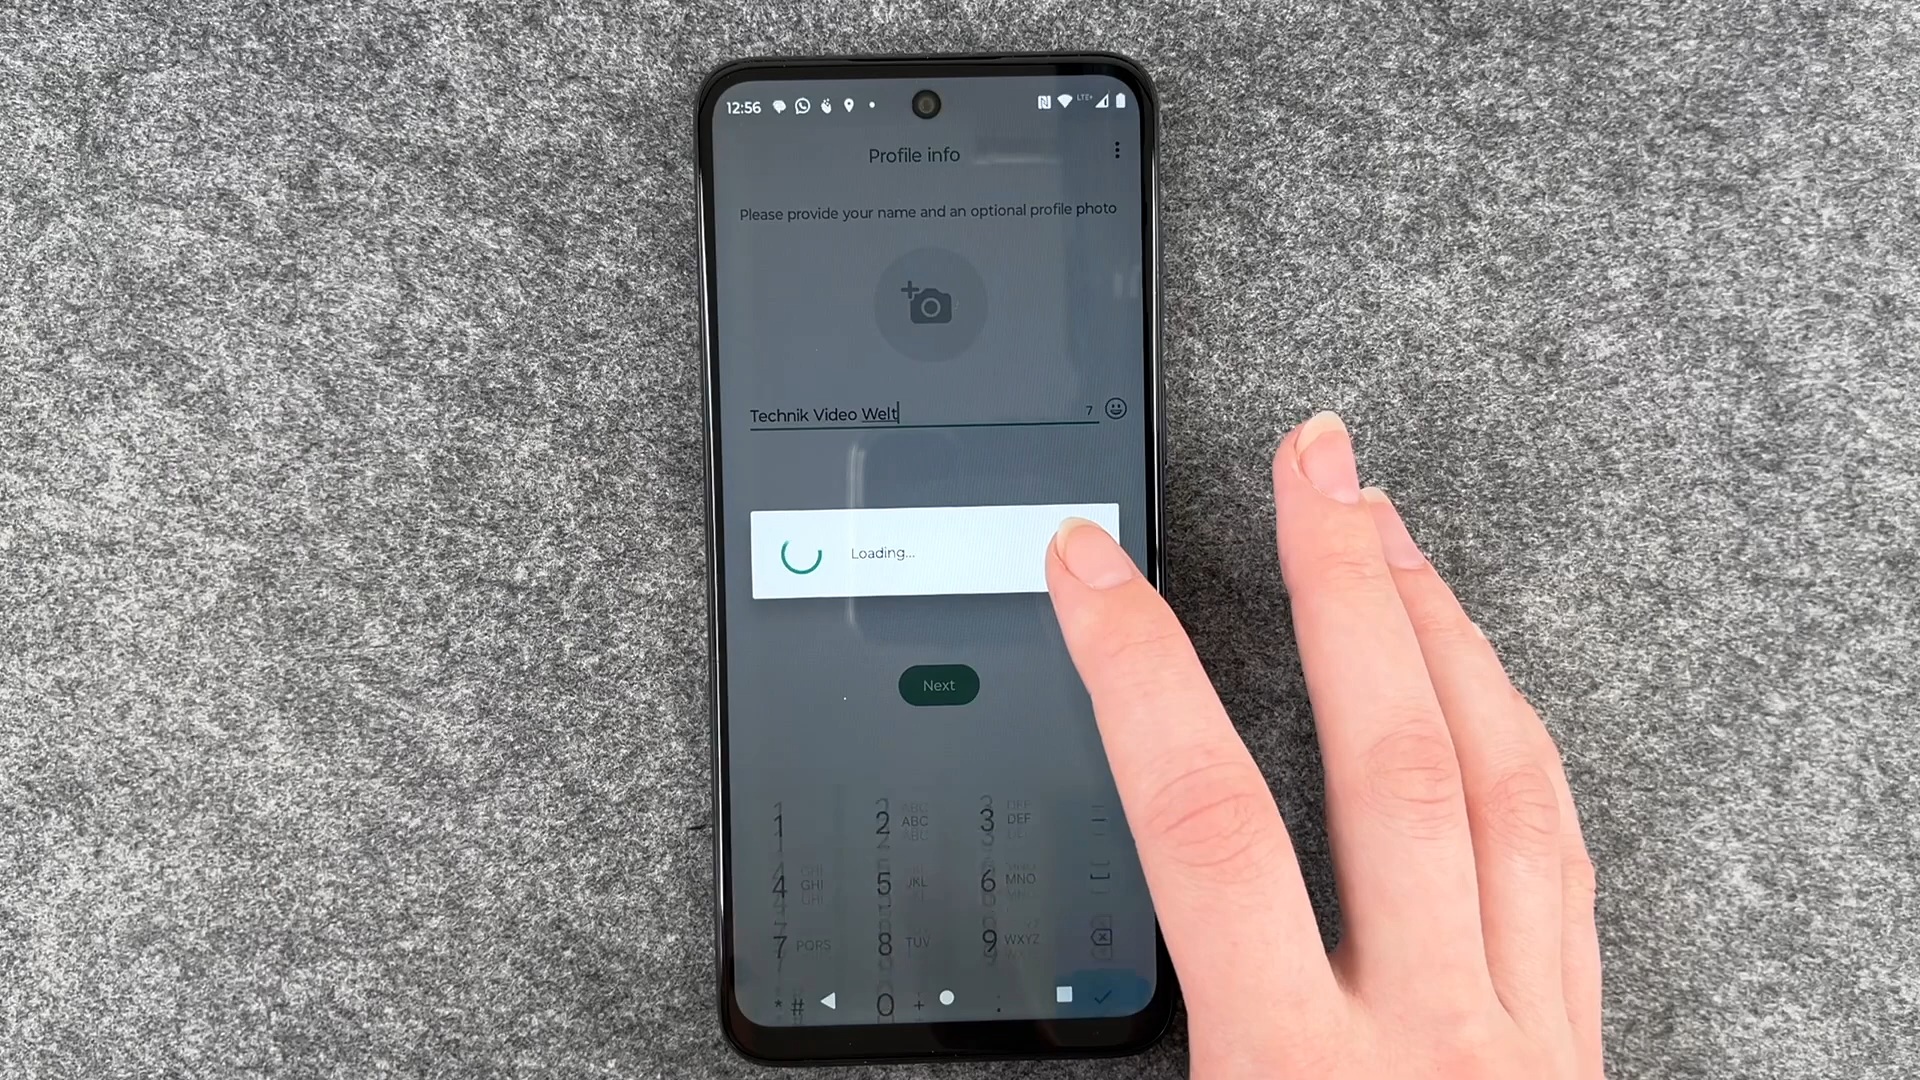 12:56 LTE+
Profile info
Please provide your name and an optional profile photo
Technik Video Welt 7
Loading...
Next
1 2 ABC 3 DEF
4 GHI 5 JKL 6 MNO
7 PQRS 8 TUV 9 WXYZ
* # 0 +